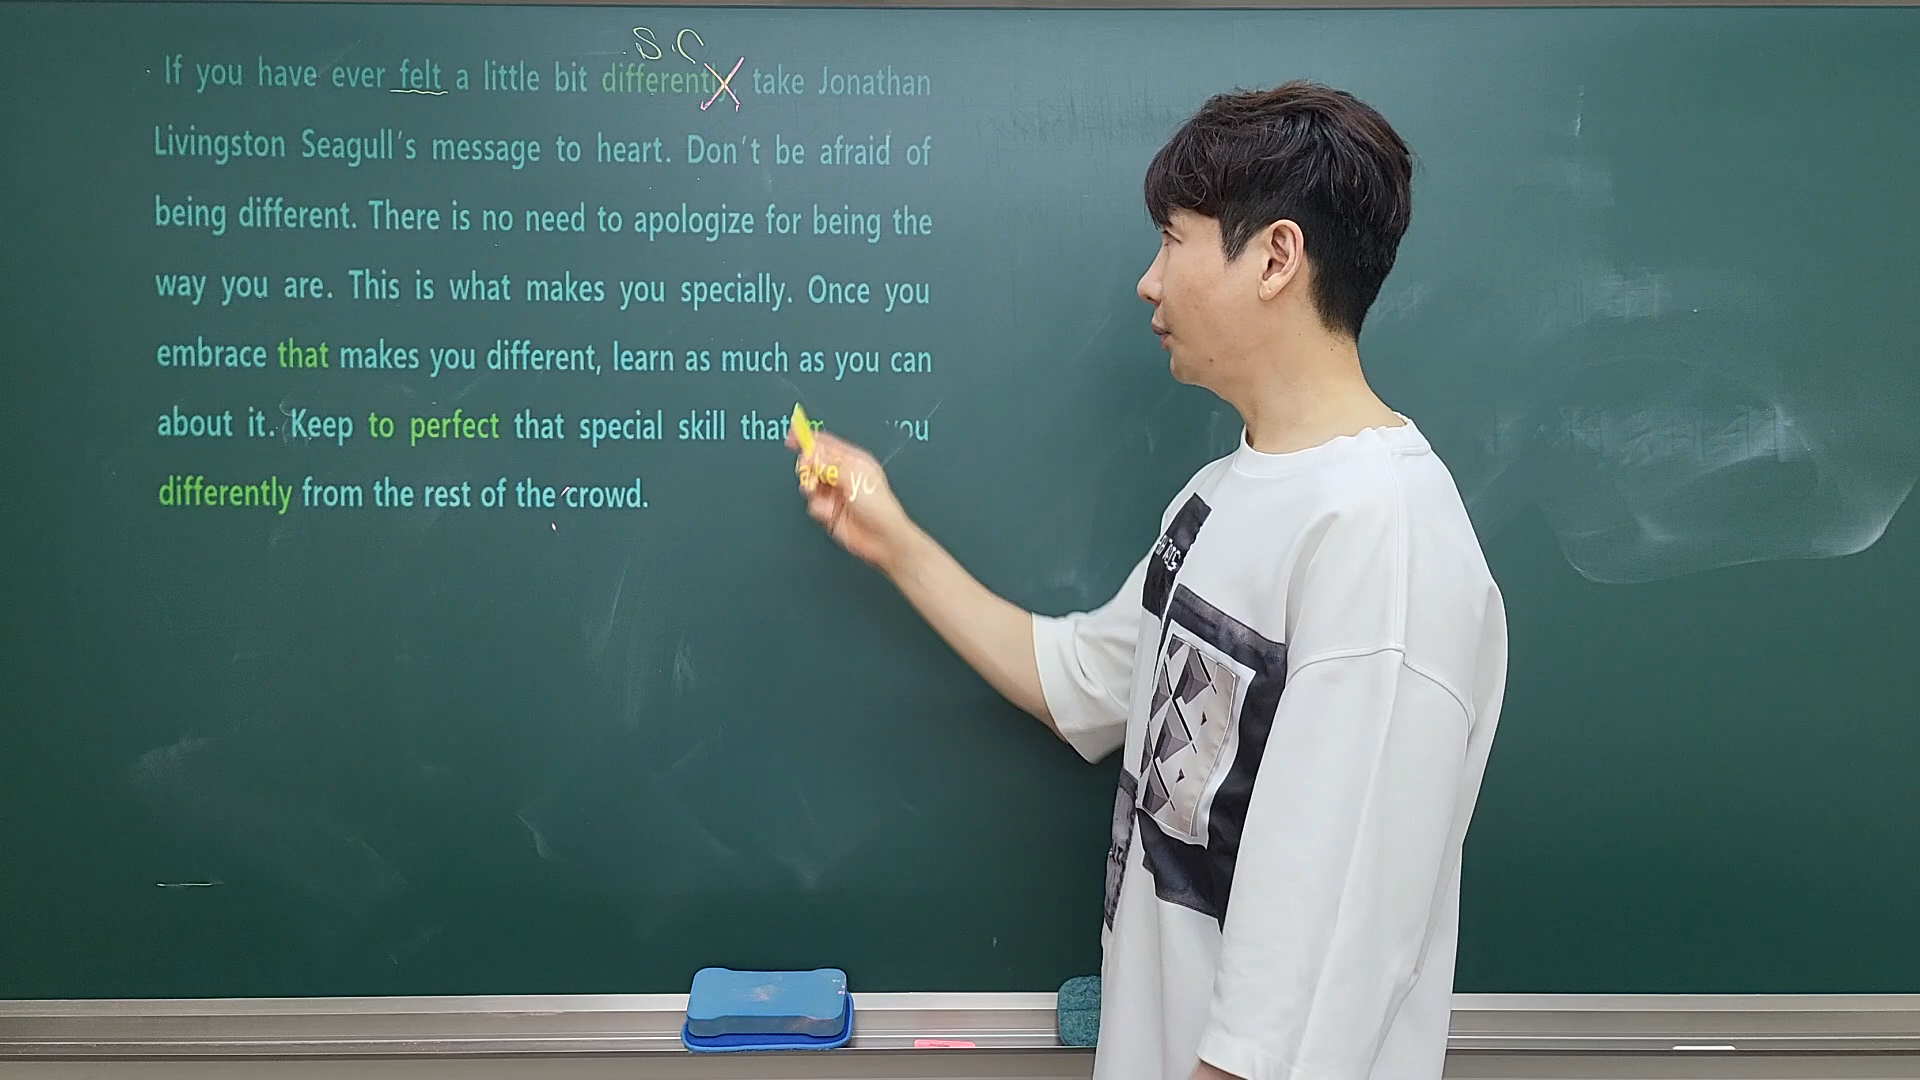 S.C
If you have ever felt a little bit differently, take Jonathan
Livingston Seagull's message to heart. Don't be afraid of
being different. There is no need to apologize for being the
way you are. This is what makes you specially. Once you
embrace that makes you different, learn as much as you can
about it. Keep to perfect that special skill that you
differently from the rest of the crowd.